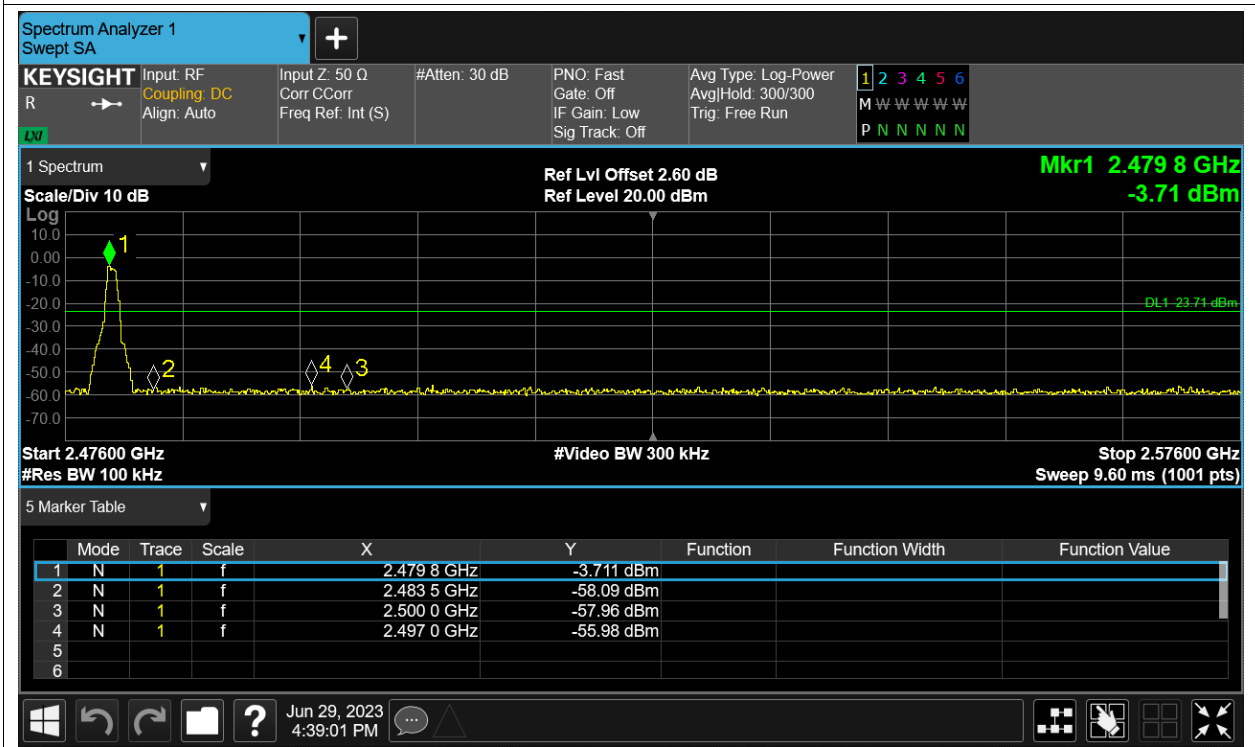 Spectrum Analyzer 1
Swept SA
KEYSIGHT Input: RF Input Z: 50 Ω #Atten: 30 dB PNO: Fast Avg Type: Log-Power 1 2 3 4 5 6
R Coupling: DC Corr CCorr Gate: Off Avg|Hold: 300/300 M W W W W W W
Align: Auto Freq Ref: Int (S) IF Gain: Low Trig: Free Run
LXI Sig Track: Off P N N N N N N
1 Spectrum Ref Lvl Offset 2.60 dB Mkr1 2.479 8 GHz
Scale/Div 10 dB Ref Level 20.00 dBm -3.71 dBm
Log
10.0
1
0.00
-10.0
-20.0 DL1 23.71 dBm
-30.0
-40.0
-50.0 2 4 3
-60.0
-70.0
Start 2.47600 GHz #Video BW 300 kHz Stop 2.57600 GHz
#Res BW 100 kHz Sweep 9.60 ms (1001 pts)
5 Marker Table
Mode Trace Scale X Y Function Function Width Function Value
1 N 1 f 2.479 8 GHz -3.711 dBm
2 N 1 f 2.483 5 GHz -58.09 dBm
3 N 1 f 2.500 0 GHz -57.96 dBm
4 N 1 f 2.497 0 GHz -55.98 dBm
5
6
? Jun 29, 2023
4:39:01 PM